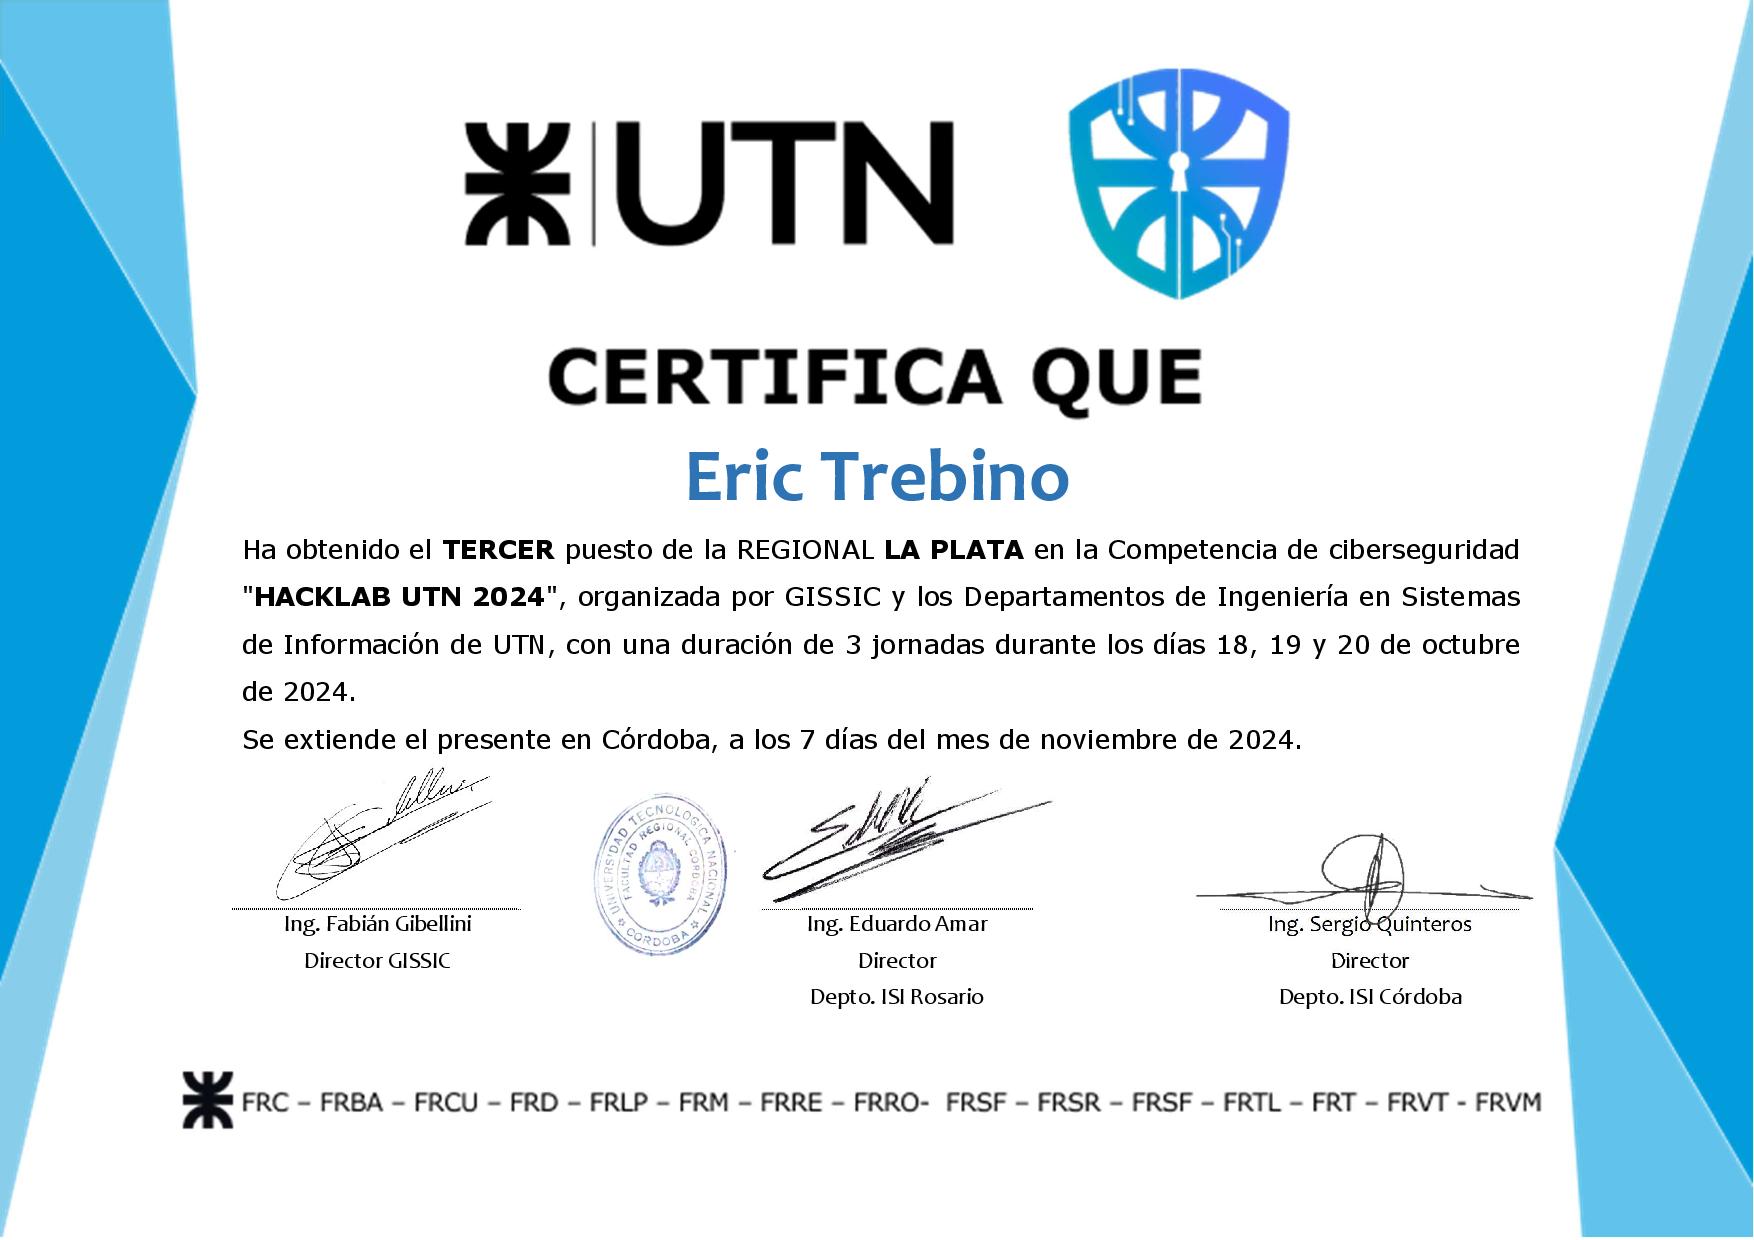 UTN
CERTIFICA QUE
Eric Trebino
Ha obtenido el TERCER puesto de la REGIONAL LA PLATA en la Competencia de ciberseguridad
"HACKLAB UTN 2024", organizada por GISSIC y los Departamentos de Ingeniería en Sistemas
de Información de UTN, con una duración de 3 jornadas durante los días 18, 19 y 20 de octubre
de 2024.
Se extiende el presente en Córdoba, a los 7 días del mes de noviembre de 2024.
UNIVERSIDAD TECNOLOGICA NACIONAL
FACULTAD REGIONAL CORDOBA
CORDOBA
Ing. Fabián Gibellini
Director GISSIC
Ing. Eduardo Amar
Director
Depto. ISI Rosario
Ing. Sergio Quinteros
Director
Depto. ISI Córdoba
FRC – FRBA – FRCU – FRD – FRLP – FRM – FRRE – FRRO- FRSF – FRSR – FRSF – FRTL – FRT – FRVT - FRVM